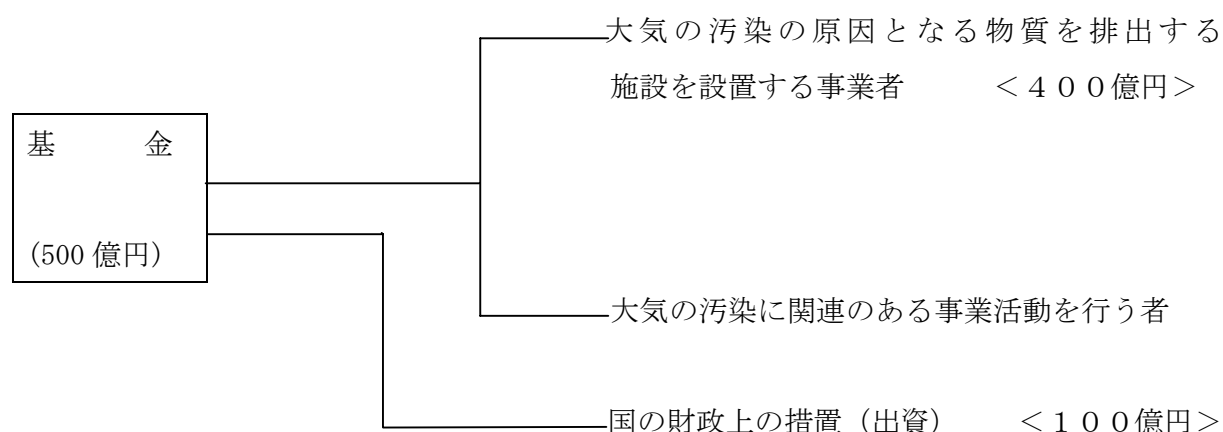 大気の汚染の原因となる物質を排出する
施設を設置する事業者 <400億円>
基 金
(500 億円)
大気の汚染に関連のある事業活動を行う者
国の財政上の措置（出資） <100億円>